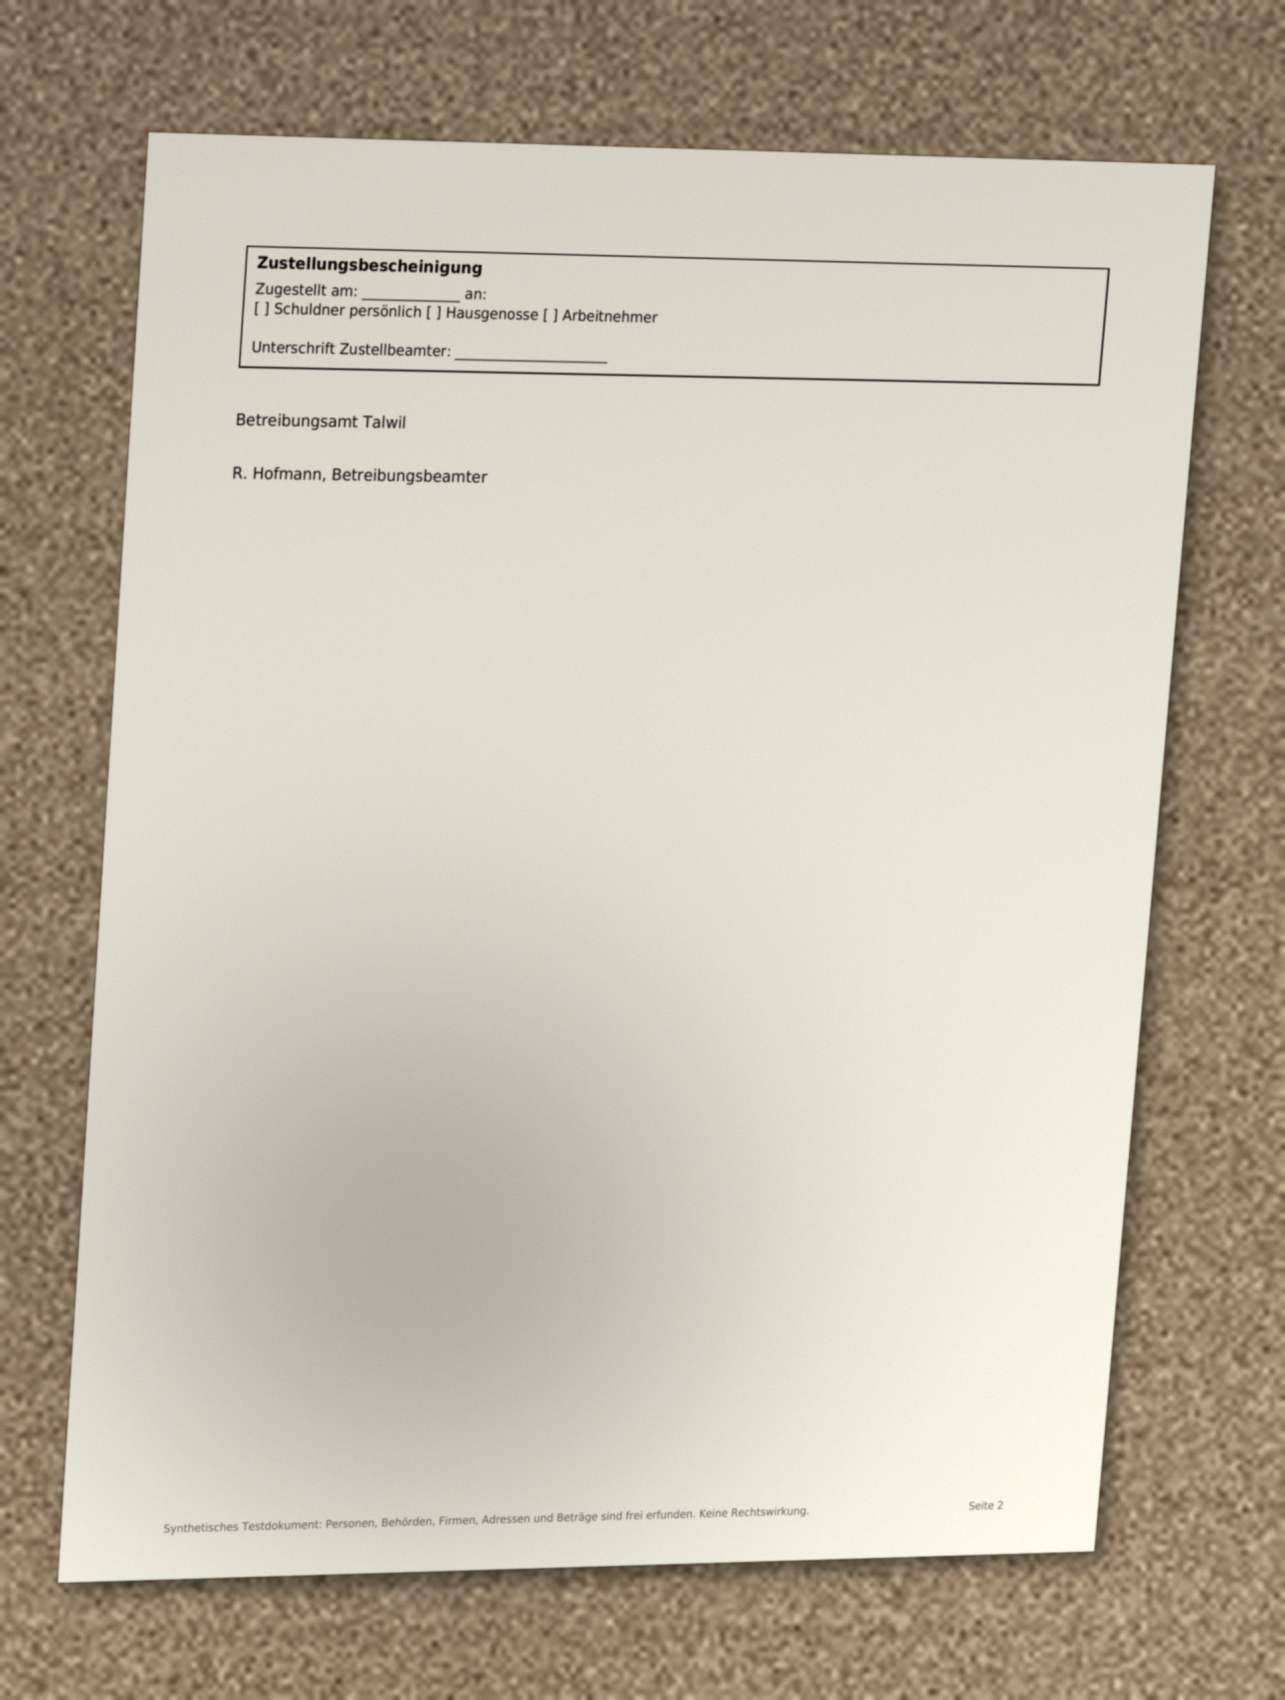 Zustellungsbescheinigung
Zugestellt am: _____________ an:
[ ] Schuldner persönlich [ ] Hausgenosse [ ] Arbeitnehmer
Unterschrift Zustellbeamter: ____________________
Betreibungsamt Talwil
R. Hofmann, Betreibungsbeamter
Synthetisches Testdokument: Personen, Behörden, Firmen, Adressen und Beträge sind frei erfunden. Keine Rechtswirkung.
Seite 2